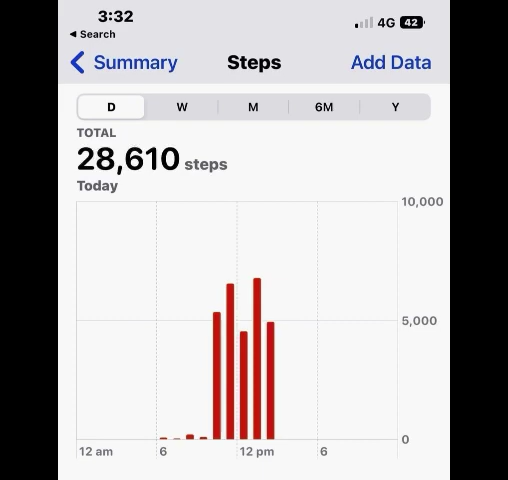 3:32
4G 42
◀ Search
Summary Steps Add Data
D W M 6M Y
TOTAL
28,610 steps
Today
10,000
5,000
0
12 am 6 12 pm 6